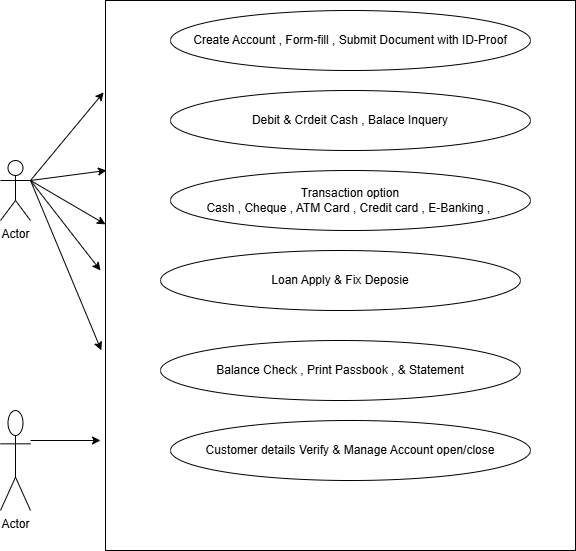 Create Account , Form-fill , Submit Document with ID-Proof
Debit & Crdeit Cash , Balace Inquery
Transaction option
Cash , Cheque , ATM Card , Credit card , E-Banking ,
Actor
Loan Apply & Fix Deposie
Balance Check , Print Passbook , & Statement
Customer details Verify & Manage Account open/close
Actor